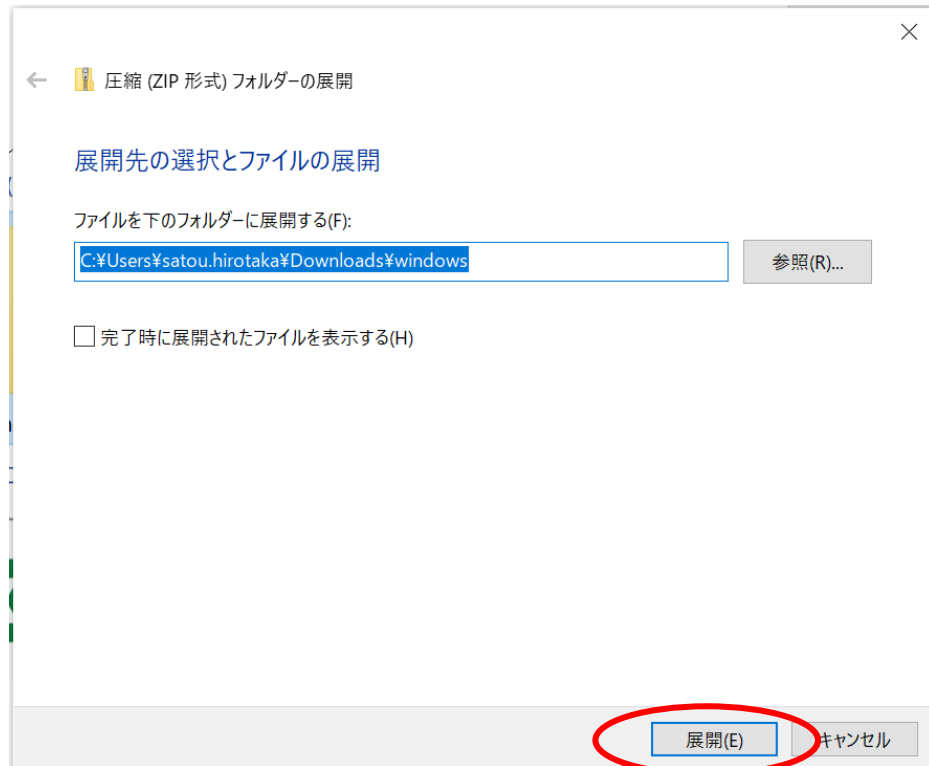 圧縮 (ZIP 形式) フォルダーの展開
展開先の選択とファイルの展開
ファイルを下のフォルダーに展開する(F):
C:¥Users¥satou.hirotaka¥Downloads¥windows
参照(R)...
完了時に展開されたファイルを表示する(H)
展開(E)
キャンセル